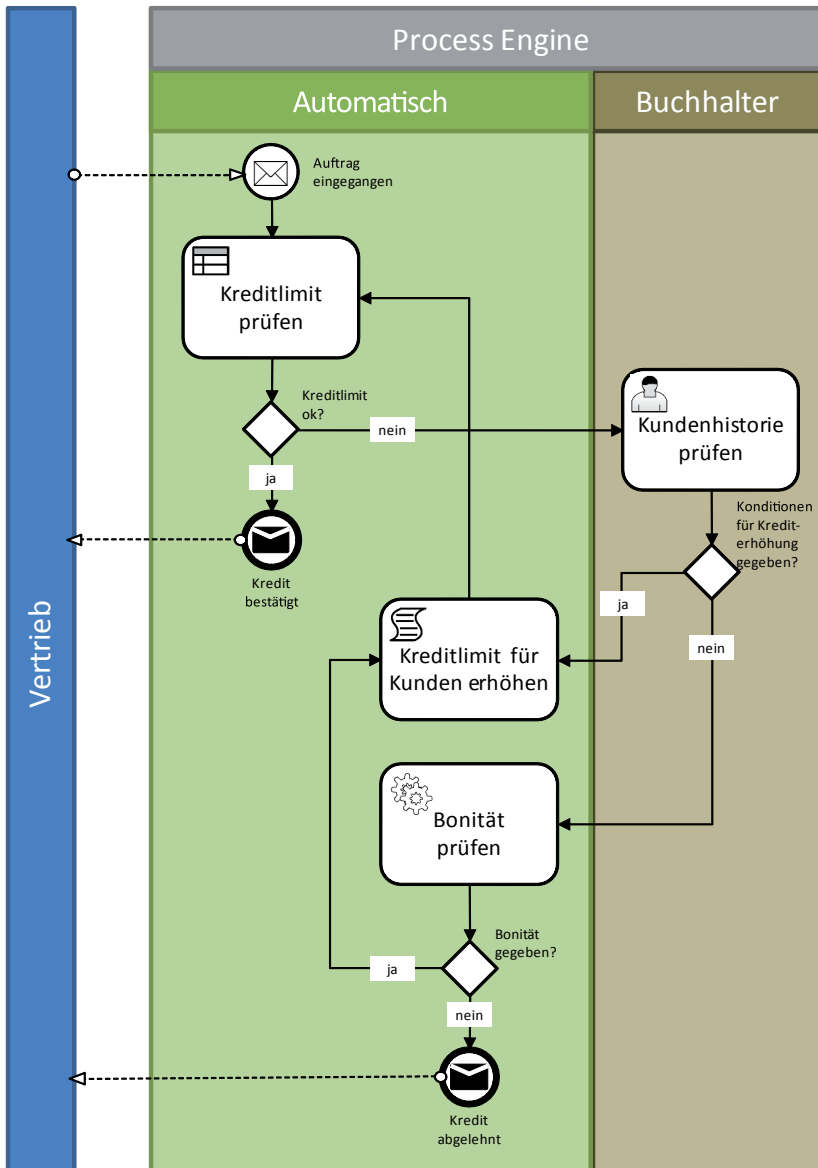 Process Engine
Automatisch
Buchhalter
Vertrieb
Auftrag
eingegangen
Kreditlimit
prüfen
Kreditlimit
ok?
nein
ja
Kundenhistorie
prüfen
Kredit
bestätigt
Konditionen
für Kredit-
erhöhung
gegeben?
ja
nein
Kreditlimit für
Kunden erhöhen
Bonität
prüfen
Bonität
gegeben?
ja
nein
Kredit
abgelehnt